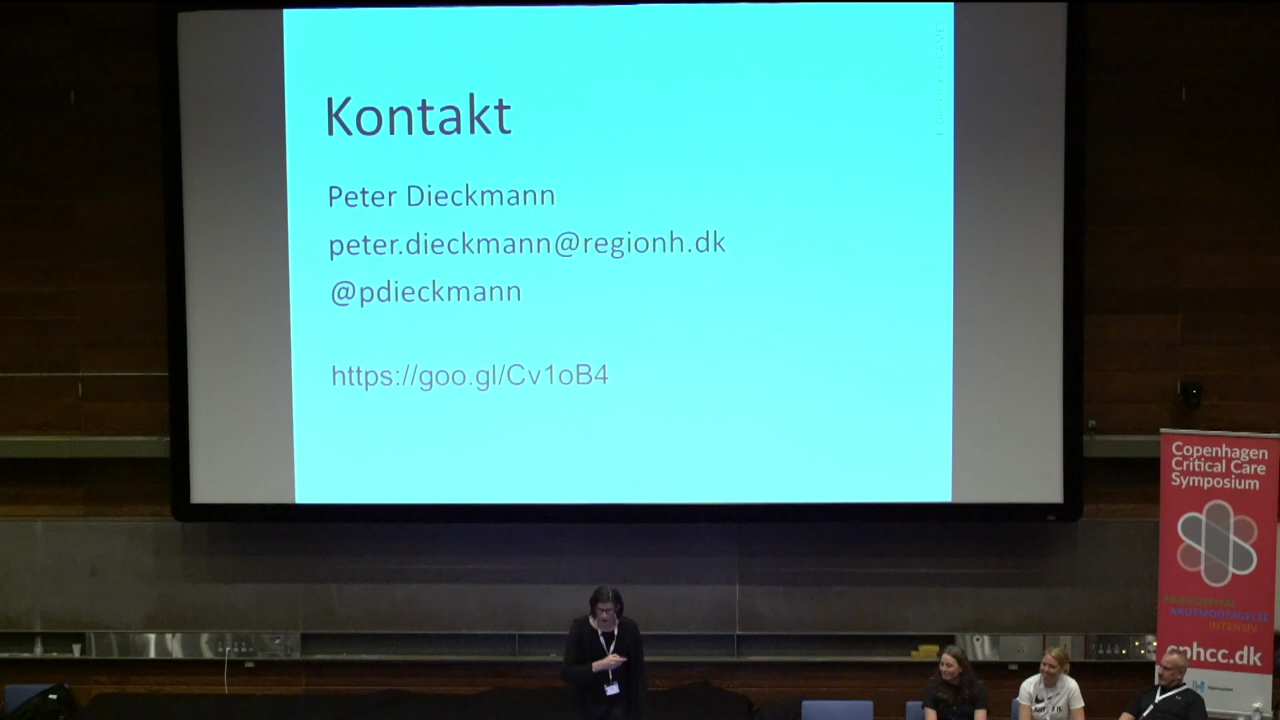 Kontakt
Peter Dieckmann
peter.dieckmann@regionh.dk
@pdieckmann
https://goo.gl/Cv1oB4
Copenhagen
Critical Care
Symposium
PRÆHOSPITAL
AKUTMODTAGELSE
INTENSIV
cphcc.dk